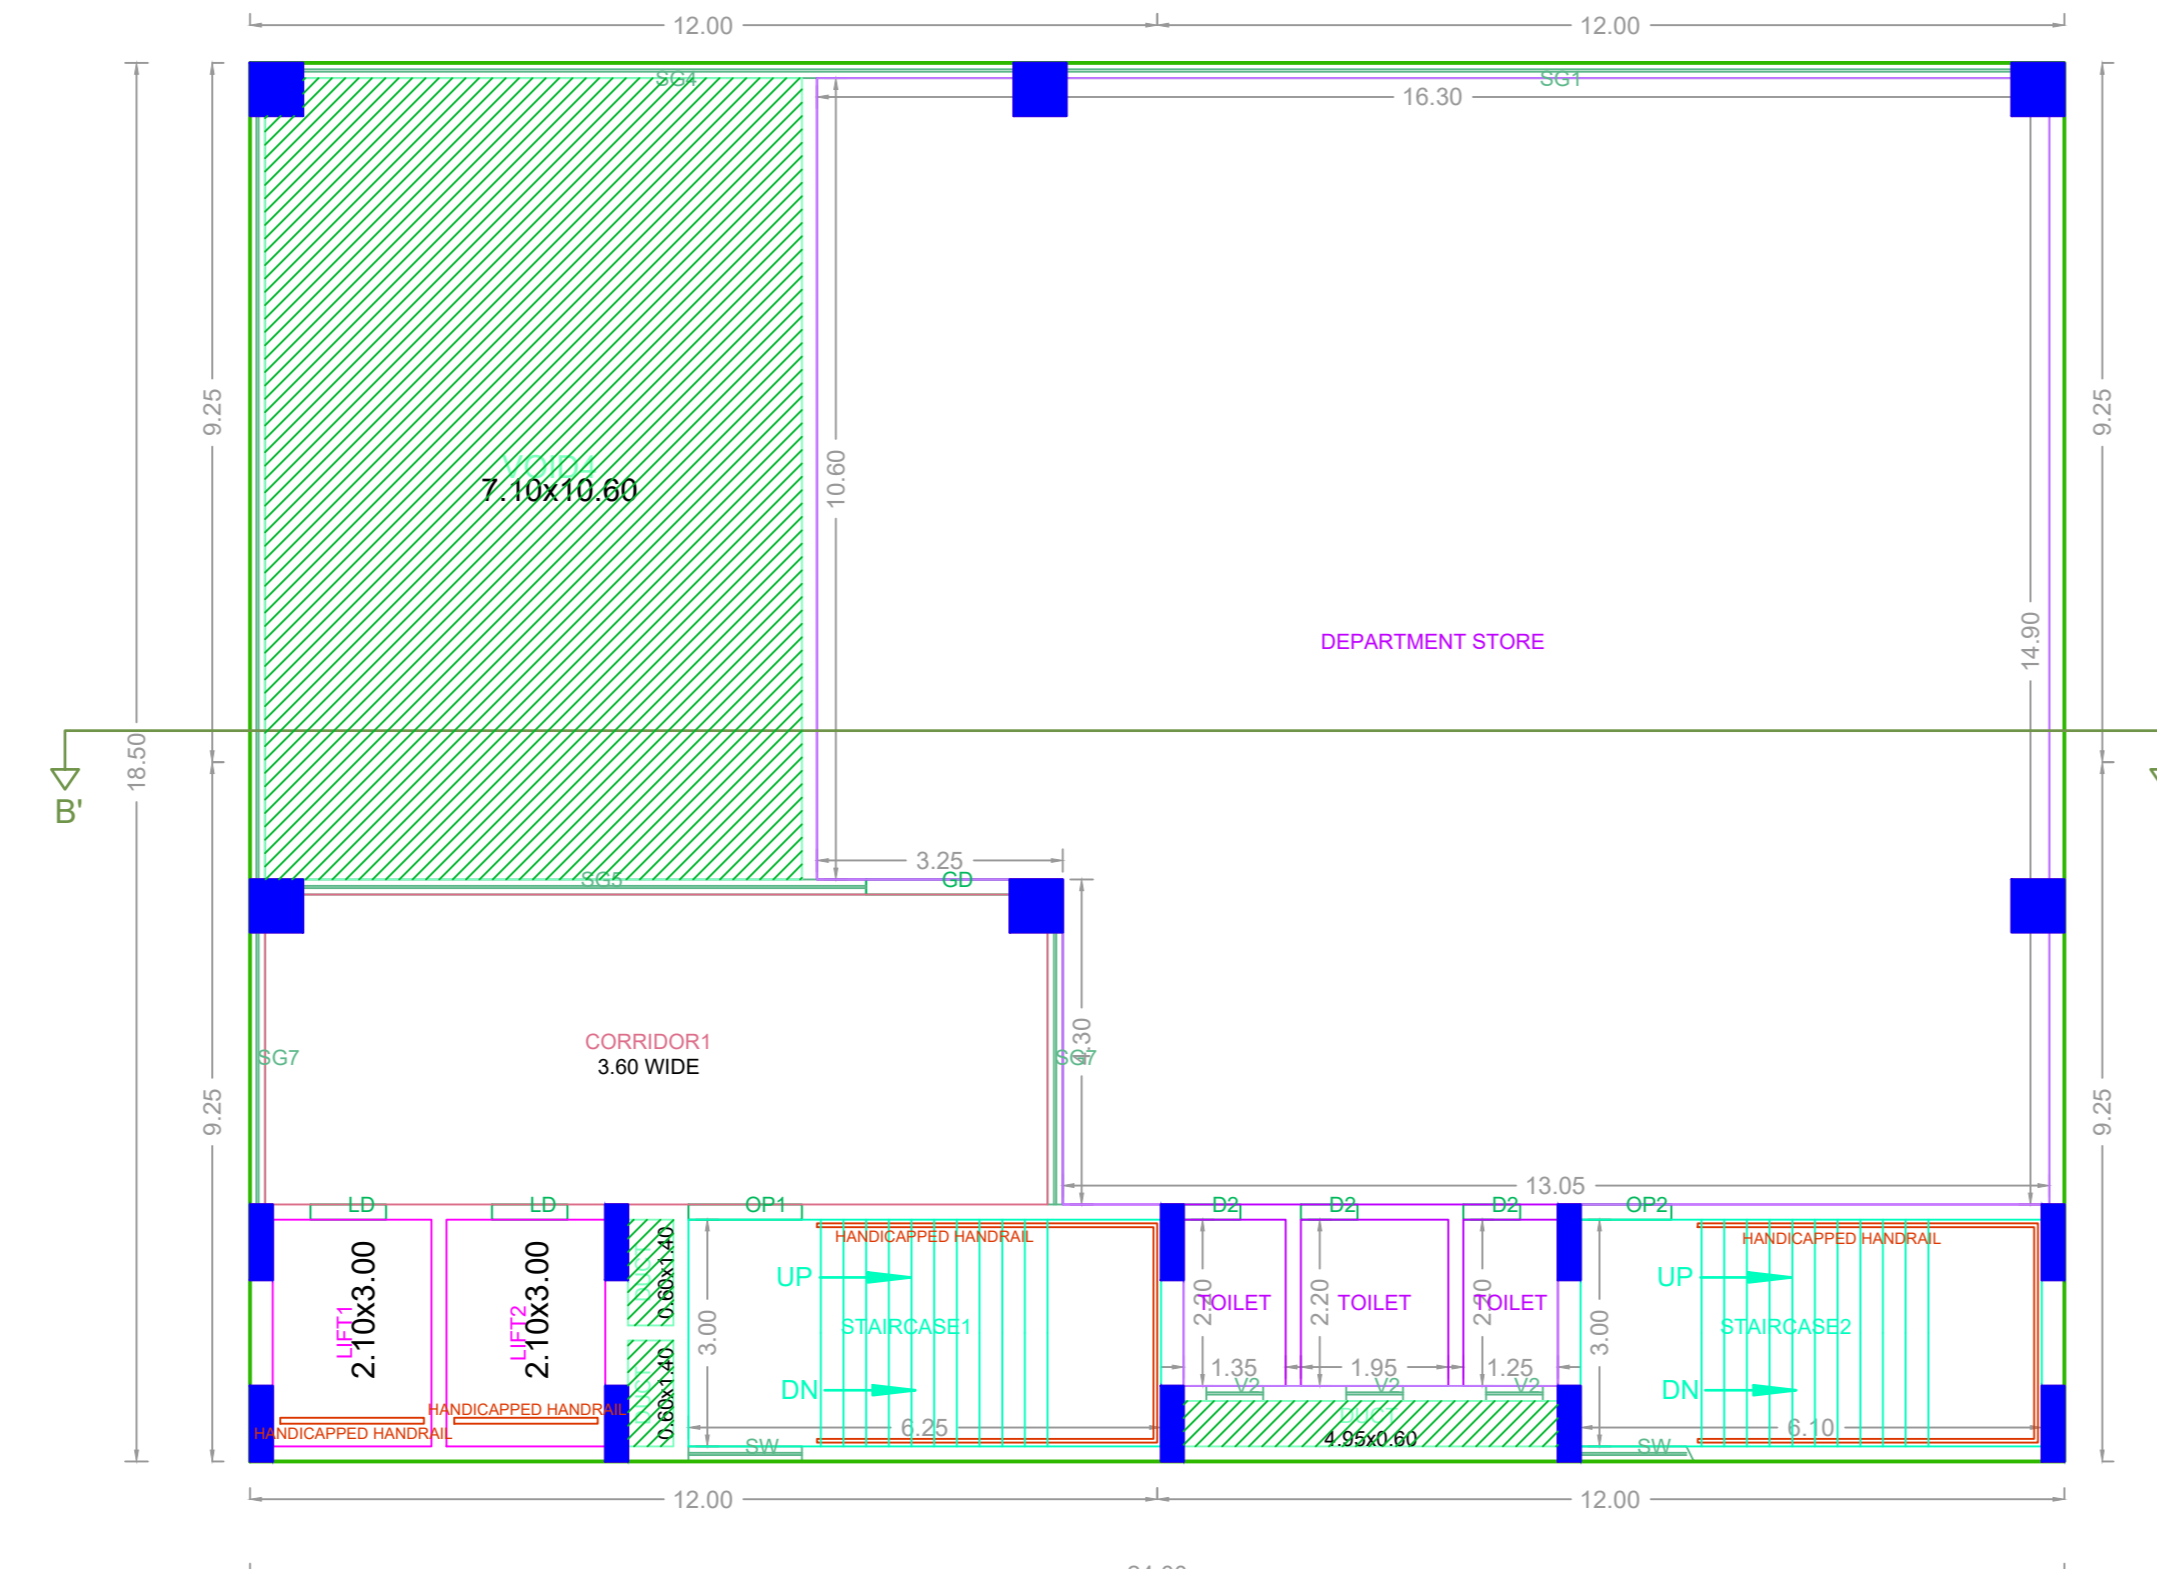 12.00
12.00
SG4
SG1
16.30
9.25
9.25
VOID4
7.10x10.60
10.60
DEPARTMENT STORE
14.90
18.50
B'
3.25
SG5
GD
CORRIDOR1
3.60 WIDE
SG7
SG7
4.30
9.25
9.25
13.05
LD
LD
OP1
D2
D2
D2
OP2
HANDICAPPED HANDRAIL
HANDICAPPED HANDRAIL
LIFT1
2.10x3.00
LIFT2
2.10x3.00
DUCT
0.60x1.40
DUCT
0.60x1.40
3.00
UP
STAIRCASE1
DN
2.20
TOILET
2.20
TOILET
2.20
TOILET
3.00
UP
STAIRCASE2
DN
1.35
1.95
1.25
V2
V2
V2
HANDICAPPED HANDRAIL
HANDICAPPED HANDRAIL
6.25
DUCT
4.95x0.60
6.10
SW
SW
12.00
12.00